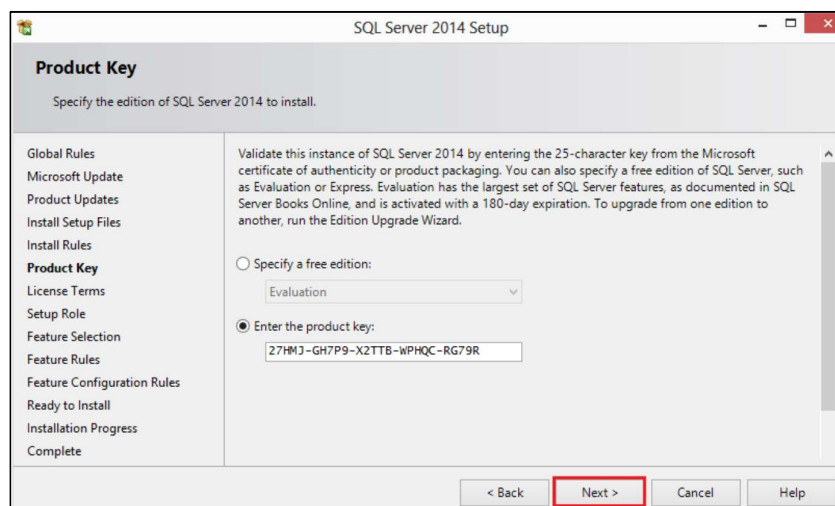 SQL Server 2014 Setup
Product Key
Specify the edition of SQL Server 2014 to install.
Global Rules
Microsoft Update
Product Updates
Install Setup Files
Install Rules
Product Key
License Terms
Setup Role
Feature Selection
Feature Rules
Feature Configuration Rules
Ready to Install
Installation Progress
Complete
Validate this instance of SQL Server 2014 by entering the 25-character key from the Microsoft
certificate of authenticity or product packaging. You can also specify a free edition of SQL Server, such
as Evaluation or Express. Evaluation has the largest set of SQL Server features, as documented in SQL
Server Books Online, and is activated with a 180-day expiration. To upgrade from one edition to
another, run the Edition Upgrade Wizard.
Specify a free edition:
Evaluation
Enter the product key:
27HMJ-GH7P9-X2TTB-WPHQC-RG79R
< Back
Next >
Cancel
Help